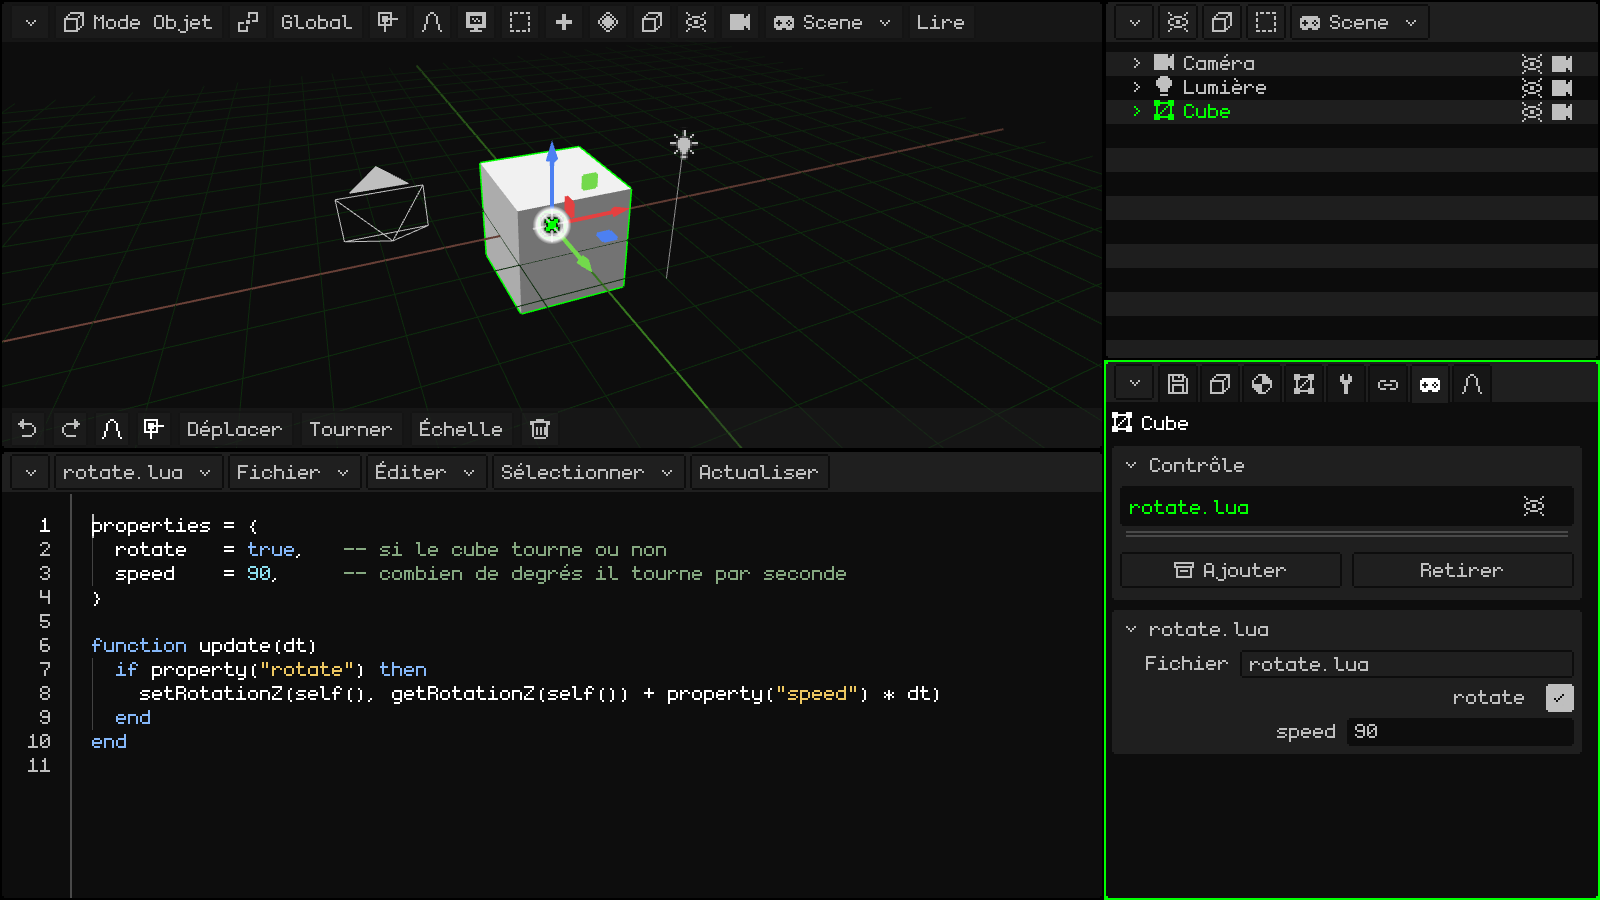 Mode Objet Global Scene Lire
Scene
Caméra
Lumière
Cube
Déplacer Tourner Échelle
rotate.lua Fichier Éditer Sélectionner Actualiser
1 properties = {
2 rotate = true, -- si le cube tourne ou non
3 speed = 90, -- combien de degrés il tourne par seconde
4 }
5
6 function update(dt)
7 if property("rotate") then
8 setRotationZ(self(), getRotationZ(self()) + property("speed") * dt)
9 end
10 end
11
Cube
Contrôle
rotate.lua
Ajouter Retirer
rotate.lua
Fichier rotate.lua
rotate
speed 90